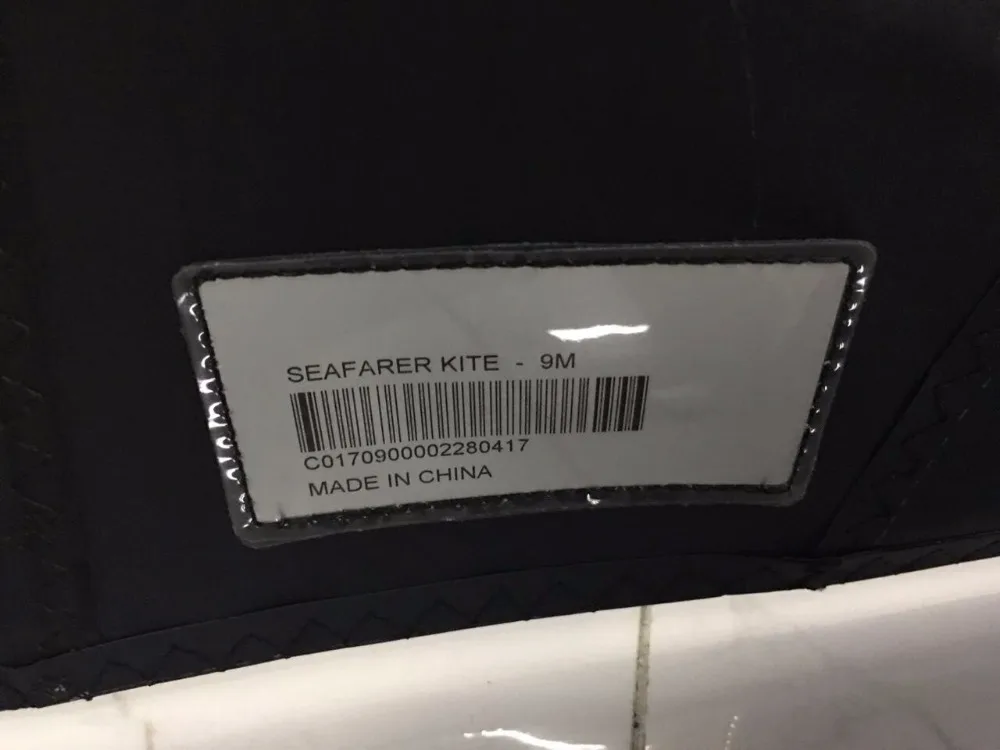 SEAFARER KITE - 9M
C0170900002280417
MADE IN CHINA